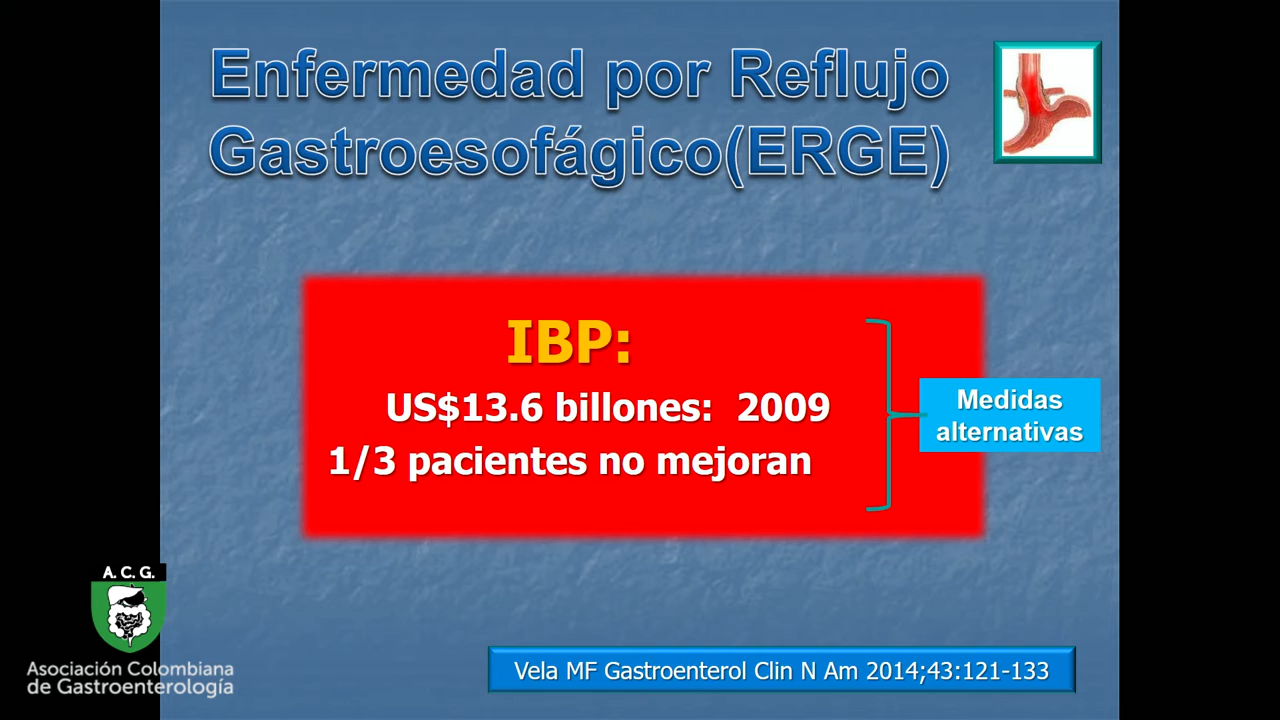 Enfermedad por Reflujo
Gastroesofágico(ERGE)
IBP:
US$13.6 billones: 2009
1/3 pacientes no mejoran
Medidas
alternativas
A. C. G.
Asociación Colombiana
de Gastroenterología
Vela MF Gastroenterol Clin N Am 2014;43:121-133